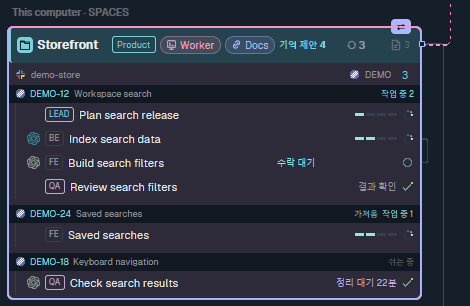 This computer · SPACES
Storefront Product Worker Docs 기억 제안 4 3 3
demo-store DEMO 3
DEMO-12 Workspace search 작업 중 2
LEAD Plan search release
BE Index search data
FE Build search filters 수락 대기
QA Review search filters 결과 확인
DEMO-24 Saved searches 가져옴 작업 중 1
FE Saved searches
DEMO-18 Keyboard navigation 쉬는 중
QA Check search results 정리 대기 22분